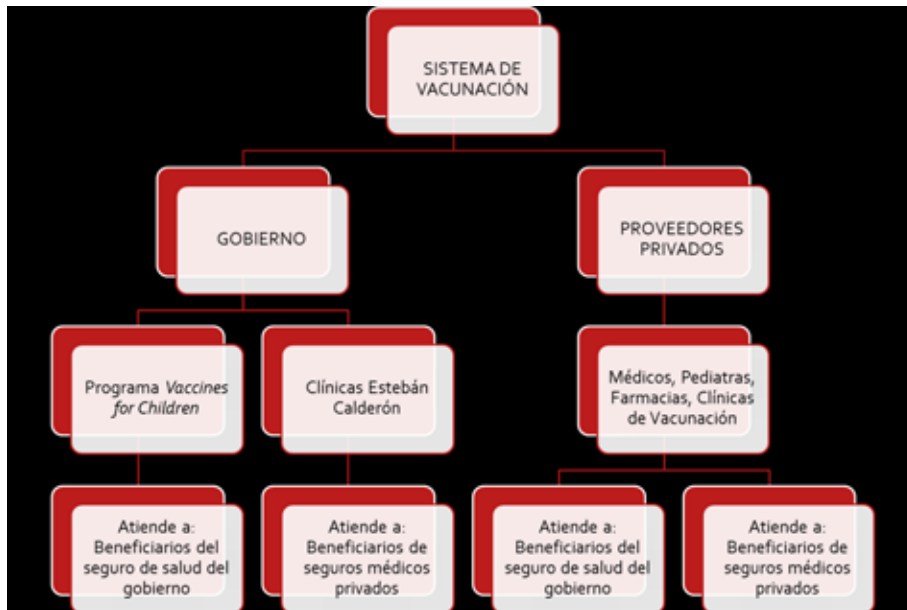 SISTEMA DE
VACUNACIÓN
GOBIERNO
PROVEEDORES
PRIVADOS
Programa Vaccines
for Children
Clínicas Estebán
Calderón
Médicos, Pediatras,
Farmacias, Clínicas
de Vacunación
Atiende a:
Beneficiarios del
seguro de salud del
gobierno
Atiende a:
Beneficiarios de
seguros médicos
privados
Atiende a:
Beneficiarios del
seguro de salud del
gobierno
Atiende a:
Beneficiarios de
seguros médicos
privados